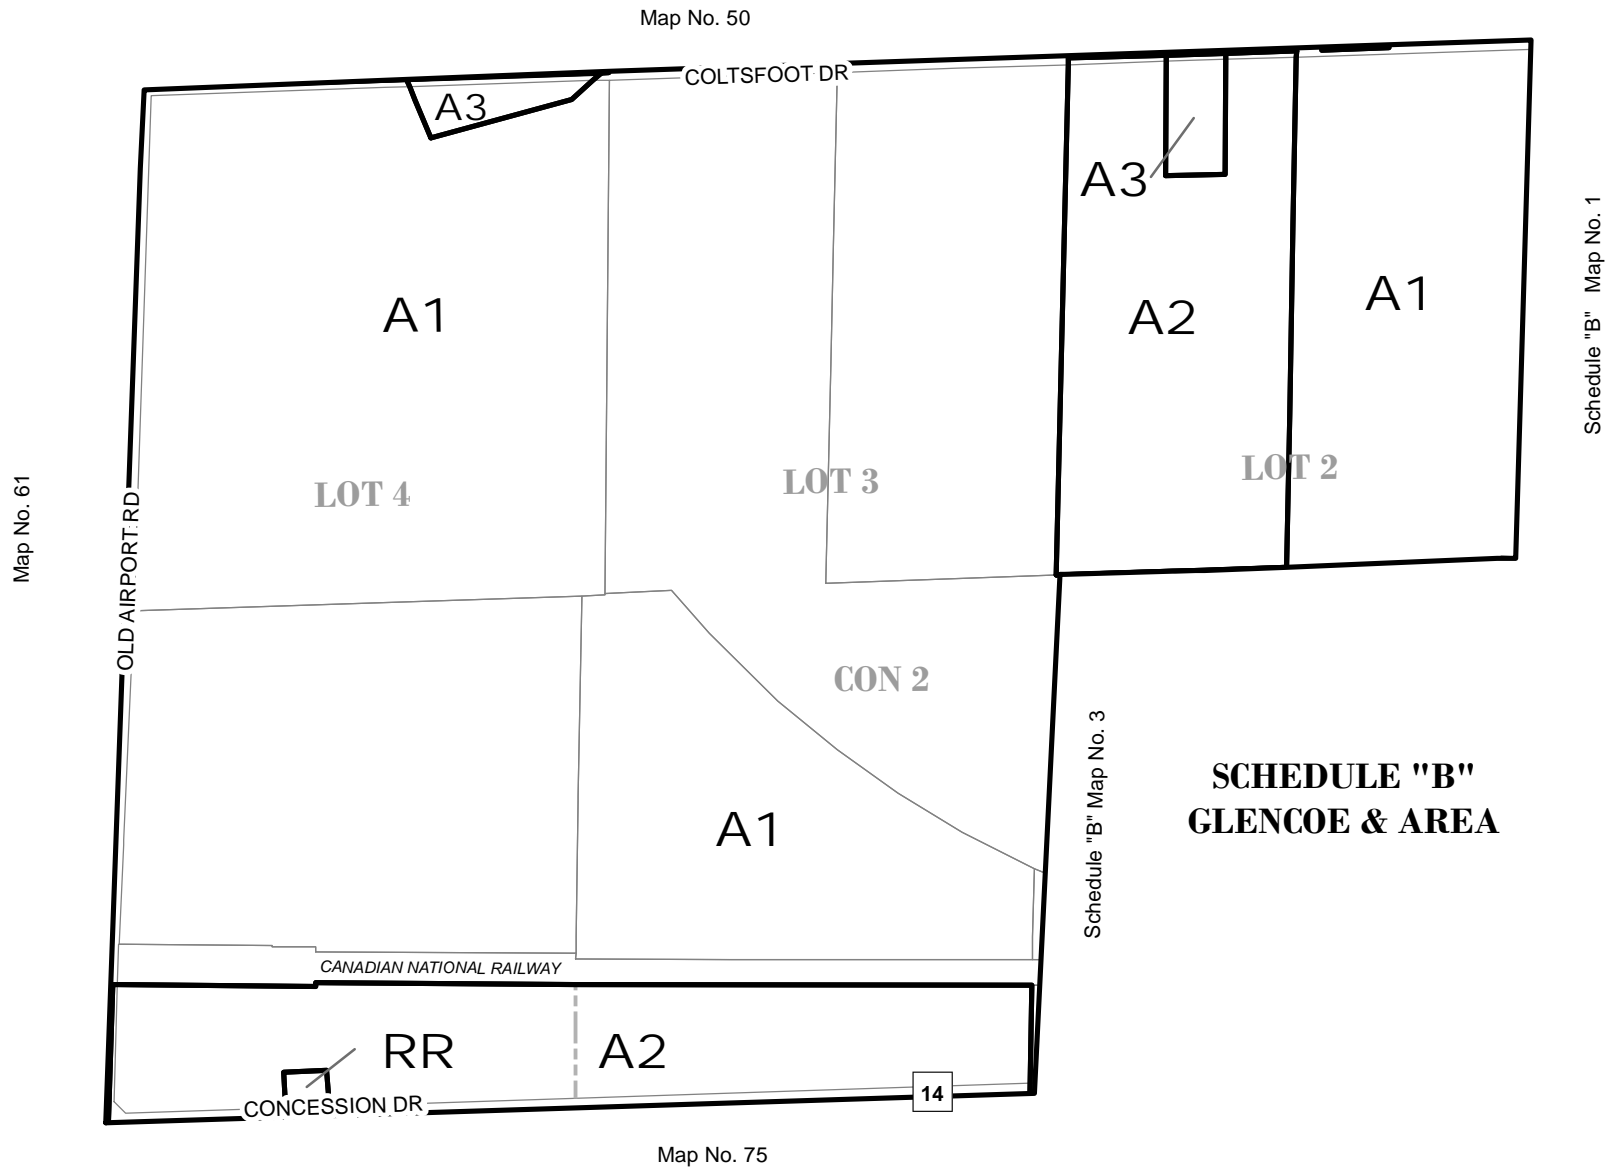 Map No. 50
COLTSFOOT DR
A3
A3
A1
A2
A1
Schedule "B" Map No. 1
LOT 4
LOT 3
LOT 2
Map No. 61
OLD AIRPORT RD
CON 2
Schedule "B" Map No. 3
SCHEDULE "B"
GLENCOE & AREA
A1
CANADIAN NATIONAL RAILWAY
RR
A2
14
CONCESSION DR
Map No. 75